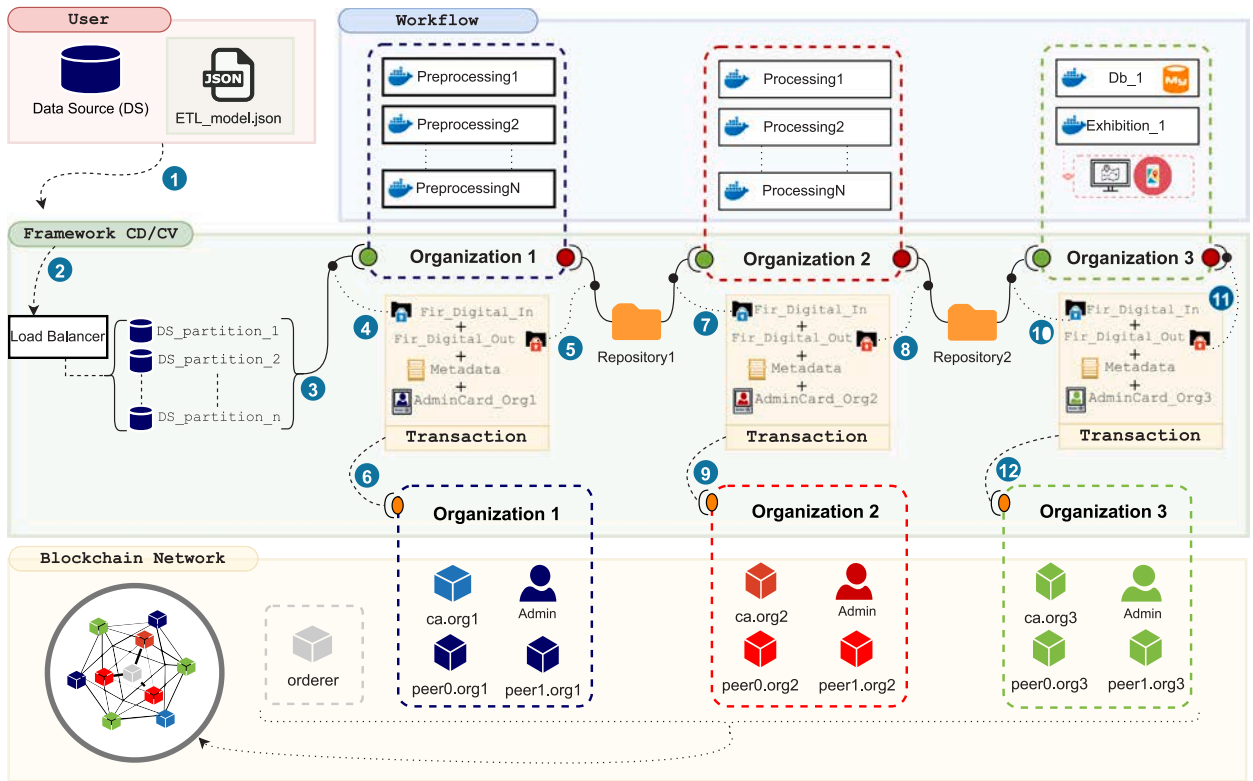 User
Data Source (DS)
JSON
ETL_model.json
1
Workflow
Preprocessing1
Preprocessing2
PreprocessingN
Processing1
Processing2
ProcessingN
Db_1
My
Exhibition_1
Framework CD/CV
2
Load Balancer
DS_partition_1
DS_partition_2
DS_partition_n
3
Organization 1
4
Fir_Digital_In
+
Fir_Digital_Out
+
Metadata
+
AdminCard_Org1
Transaction
5
Repository1
6
Organization 2
7
Fir_Digital_In
+
Fir_Digital_Out
+
Metadata
+
AdminCard_Org2
Transaction
8
Repository2
9
Organization 3
10
Fir_Digital_In
+
Fir_Digital_Out
+
Metadata
+
AdminCard_Org3
Transaction
11
12
Blockchain Network
orderer
Organization 1
ca.org1
Admin
peer0.org1
peer1.org1
Organization 2
ca.org2
Admin
peer0.org2
peer1.org2
Organization 3
ca.org3
Admin
peer0.org3
peer1.org3